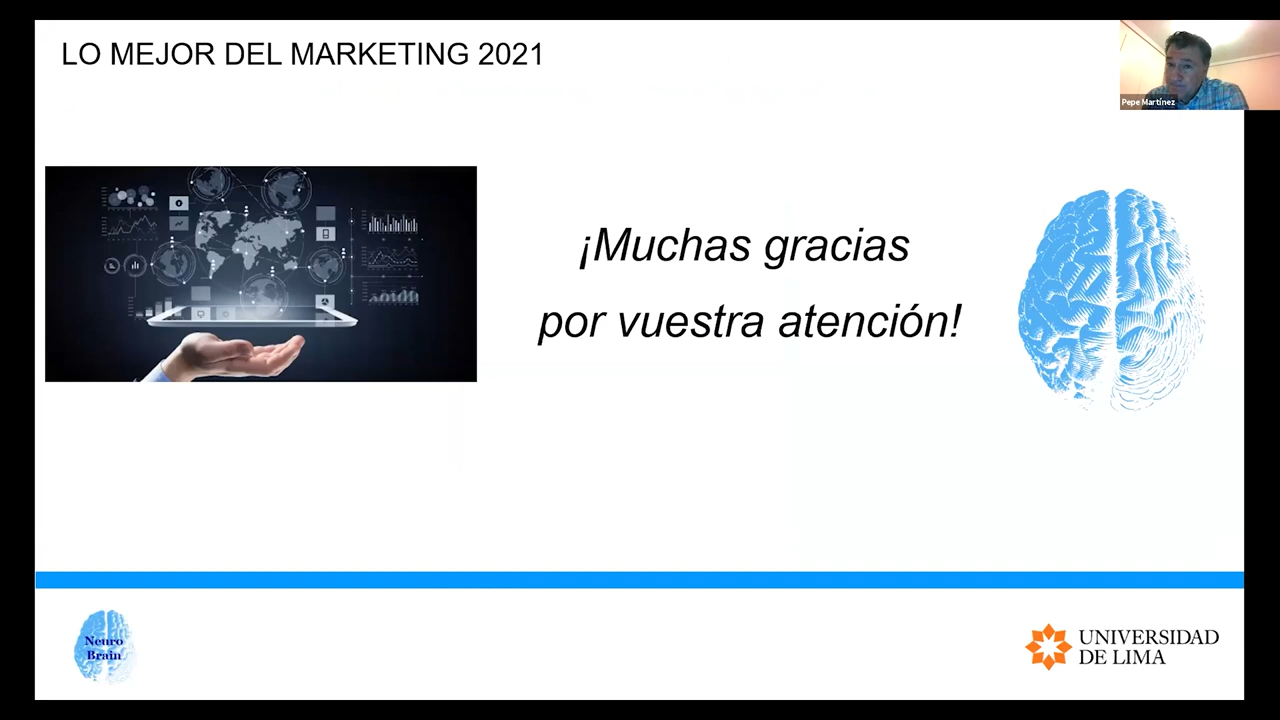 LO MEJOR DEL MARKETING 2021
Pepe Martínez
¡Muchas gracias
por vuestra atención!
Neuro
Brain
UNIVERSIDAD
DE LIMA